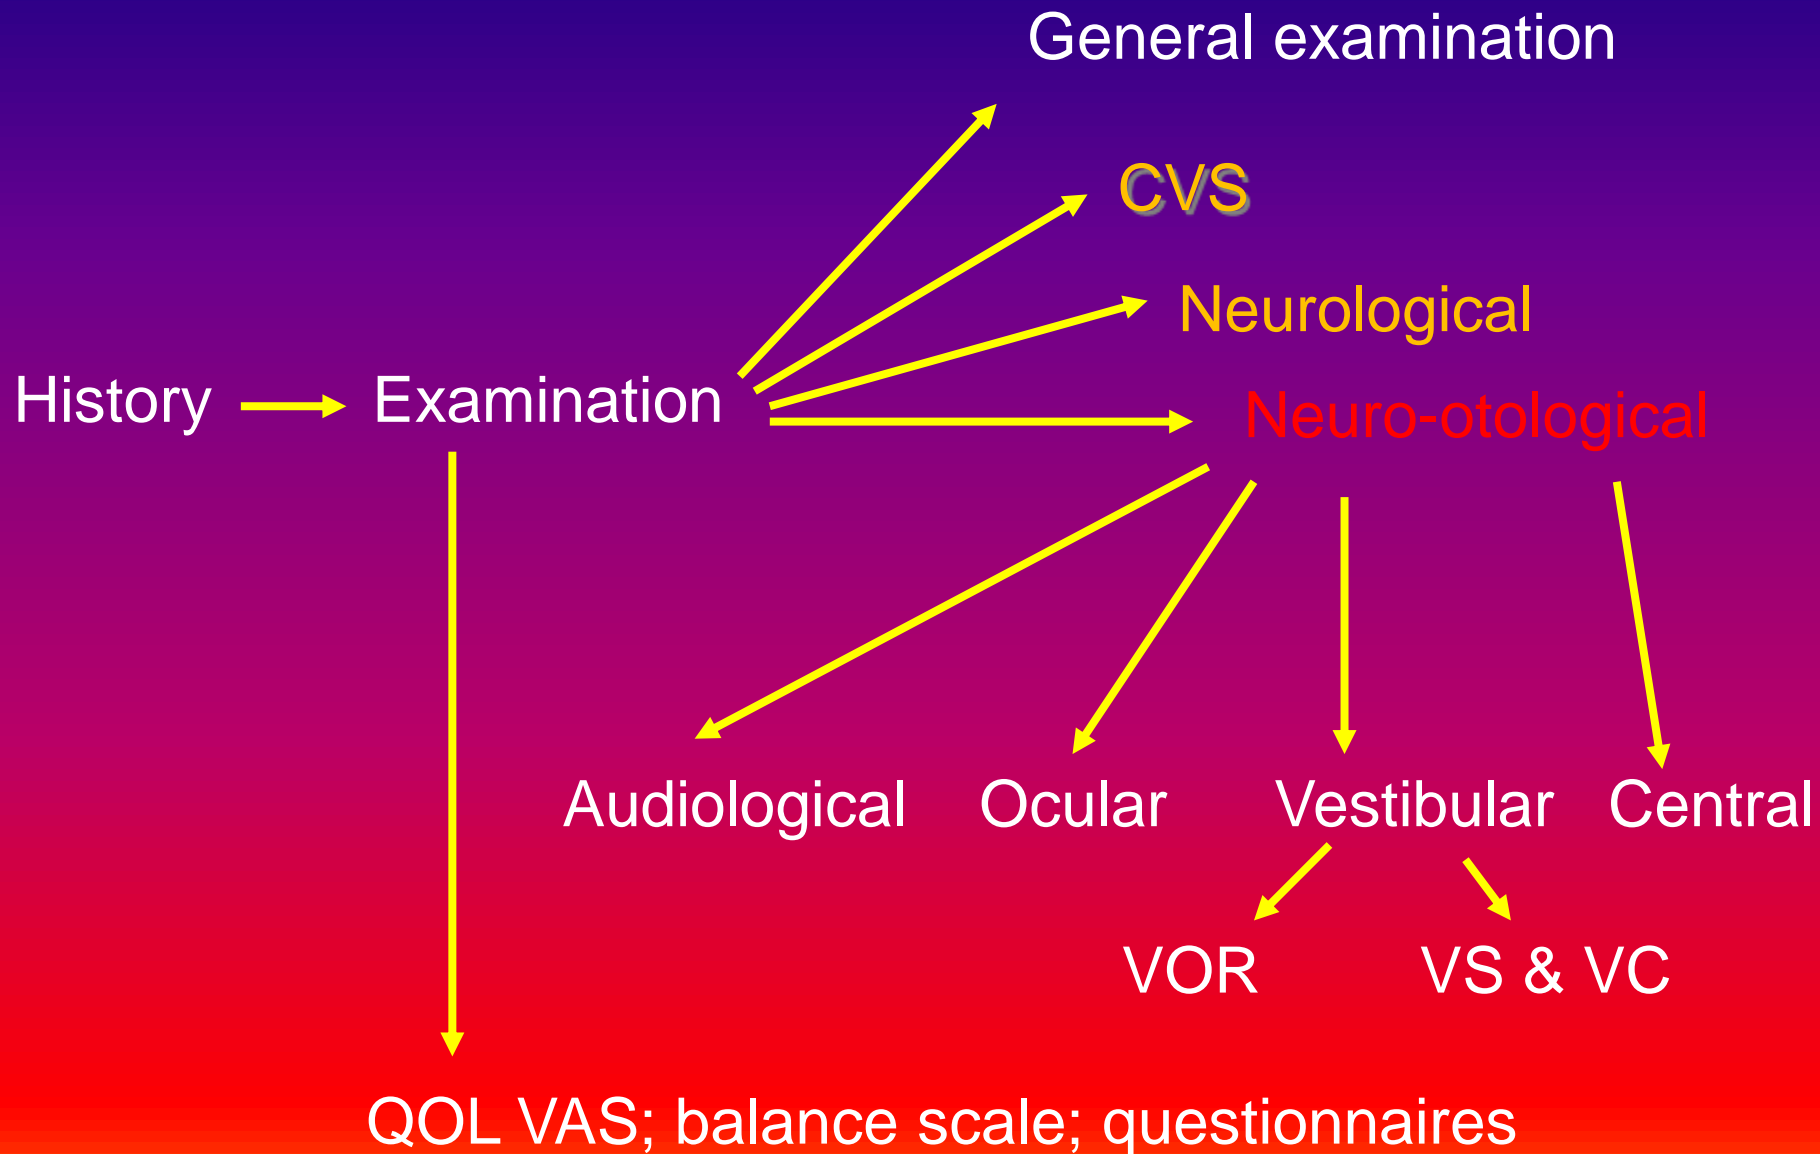 General examination
CVS
Neurological
History
Examination
Neuro-otological
Audiological
Ocular
Vestibular
Central
VOR
VS & VC
QOL VAS; balance scale; questionnaires